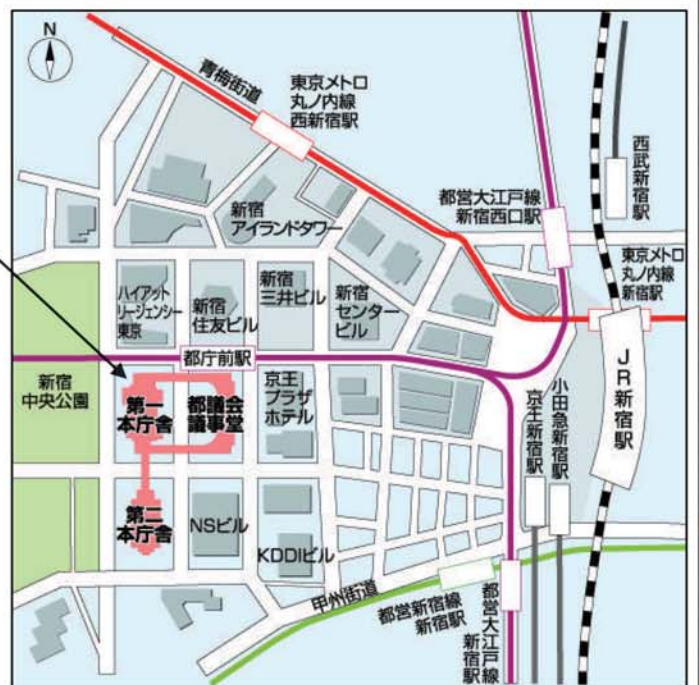 N
青梅街道
東京メトロ
丸ノ内線
西新宿駅
西武新宿駅
都営大江戸線
新宿西口駅
新宿
アイランドタワー
東京メトロ
丸ノ内線
新宿駅
ハイアット
リージェンシー
東京
新宿
住友ビル
新宿
三井ビル
新宿
センター
ビル
都庁前駅
JR新宿駅
新宿
中央公園
第一
本庁舎
都議会
議事堂
京王
プラザ
ホテル
京王新宿駅
小田急新宿駅
第二
本庁舎
NSビル
KDDIビル
甲州街道
都営新宿線
新宿駅
都営大江戸線
新宿駅